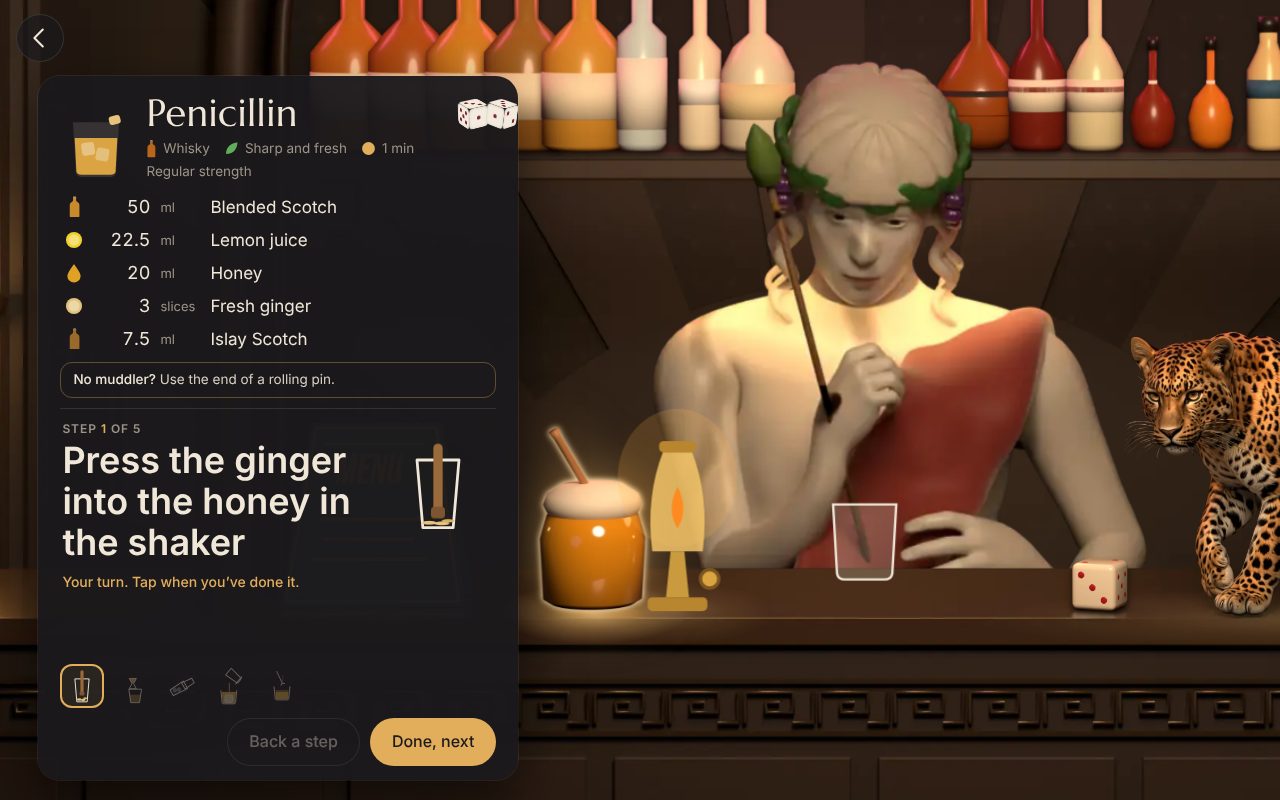 Penicillin
Whisky Sharp and fresh 1 min
Regular strength
50 ml Blended Scotch
22.5 ml Lemon juice
20 ml Honey
3 slices Fresh ginger
7.5 ml Islay Scotch
No muddler? Use the end of a rolling pin.
STEP 1 OF 5
Press the ginger
into the honey in
the shaker
Your turn. Tap when you’ve done it.
Back a step Done, next